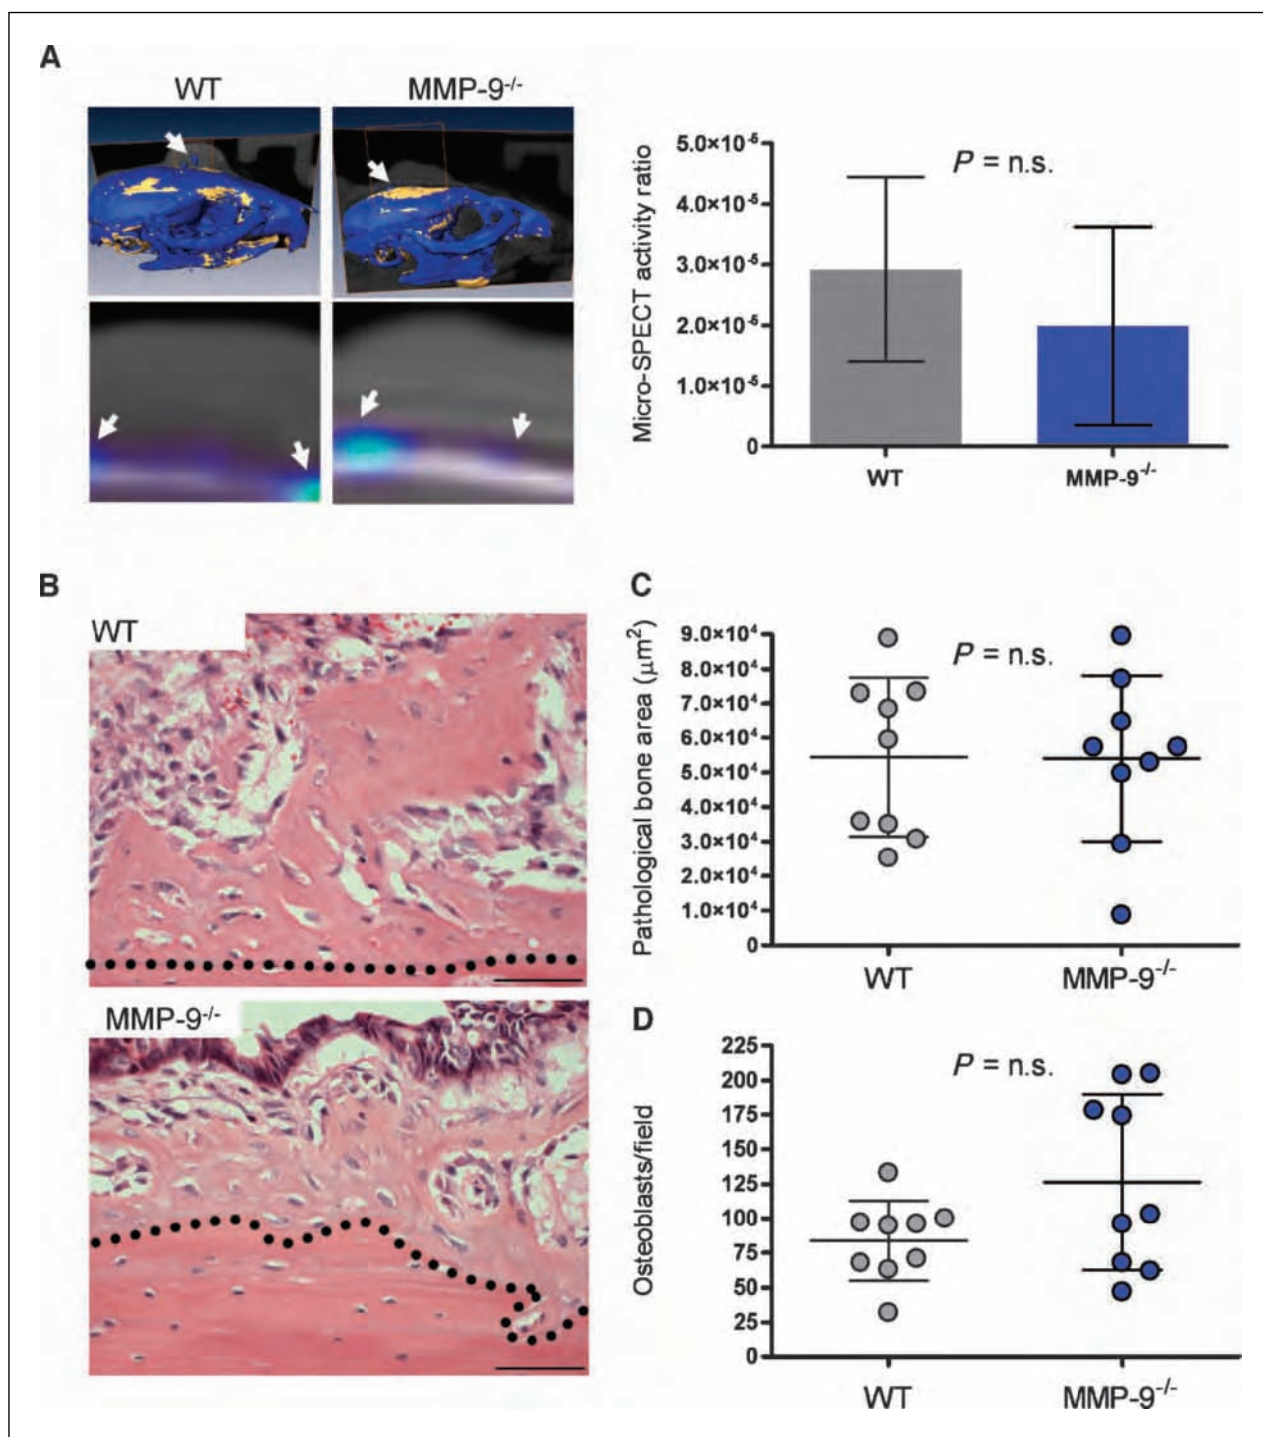 A
WT
MMP-9-/-
Micro-SPECT activity ratio
5.0×10-5
4.0×10-5
3.0×10-5
2.0×10-5
1.0×10-5
0
P = n.s.
WT
MMP-9-/-
B
WT
MMP-9-/-
C
Pathological bone area (μm2)
9.0×104
8.0×104
7.0×104
6.0×104
5.0×104
4.0×104
3.0×104
2.0×104
1.0×104
0
P = n.s.
WT
MMP-9-/-
D
Osteoblasts/field
225
200
175
150
125
100
75
50
25
0
P = n.s.
WT
MMP-9-/-